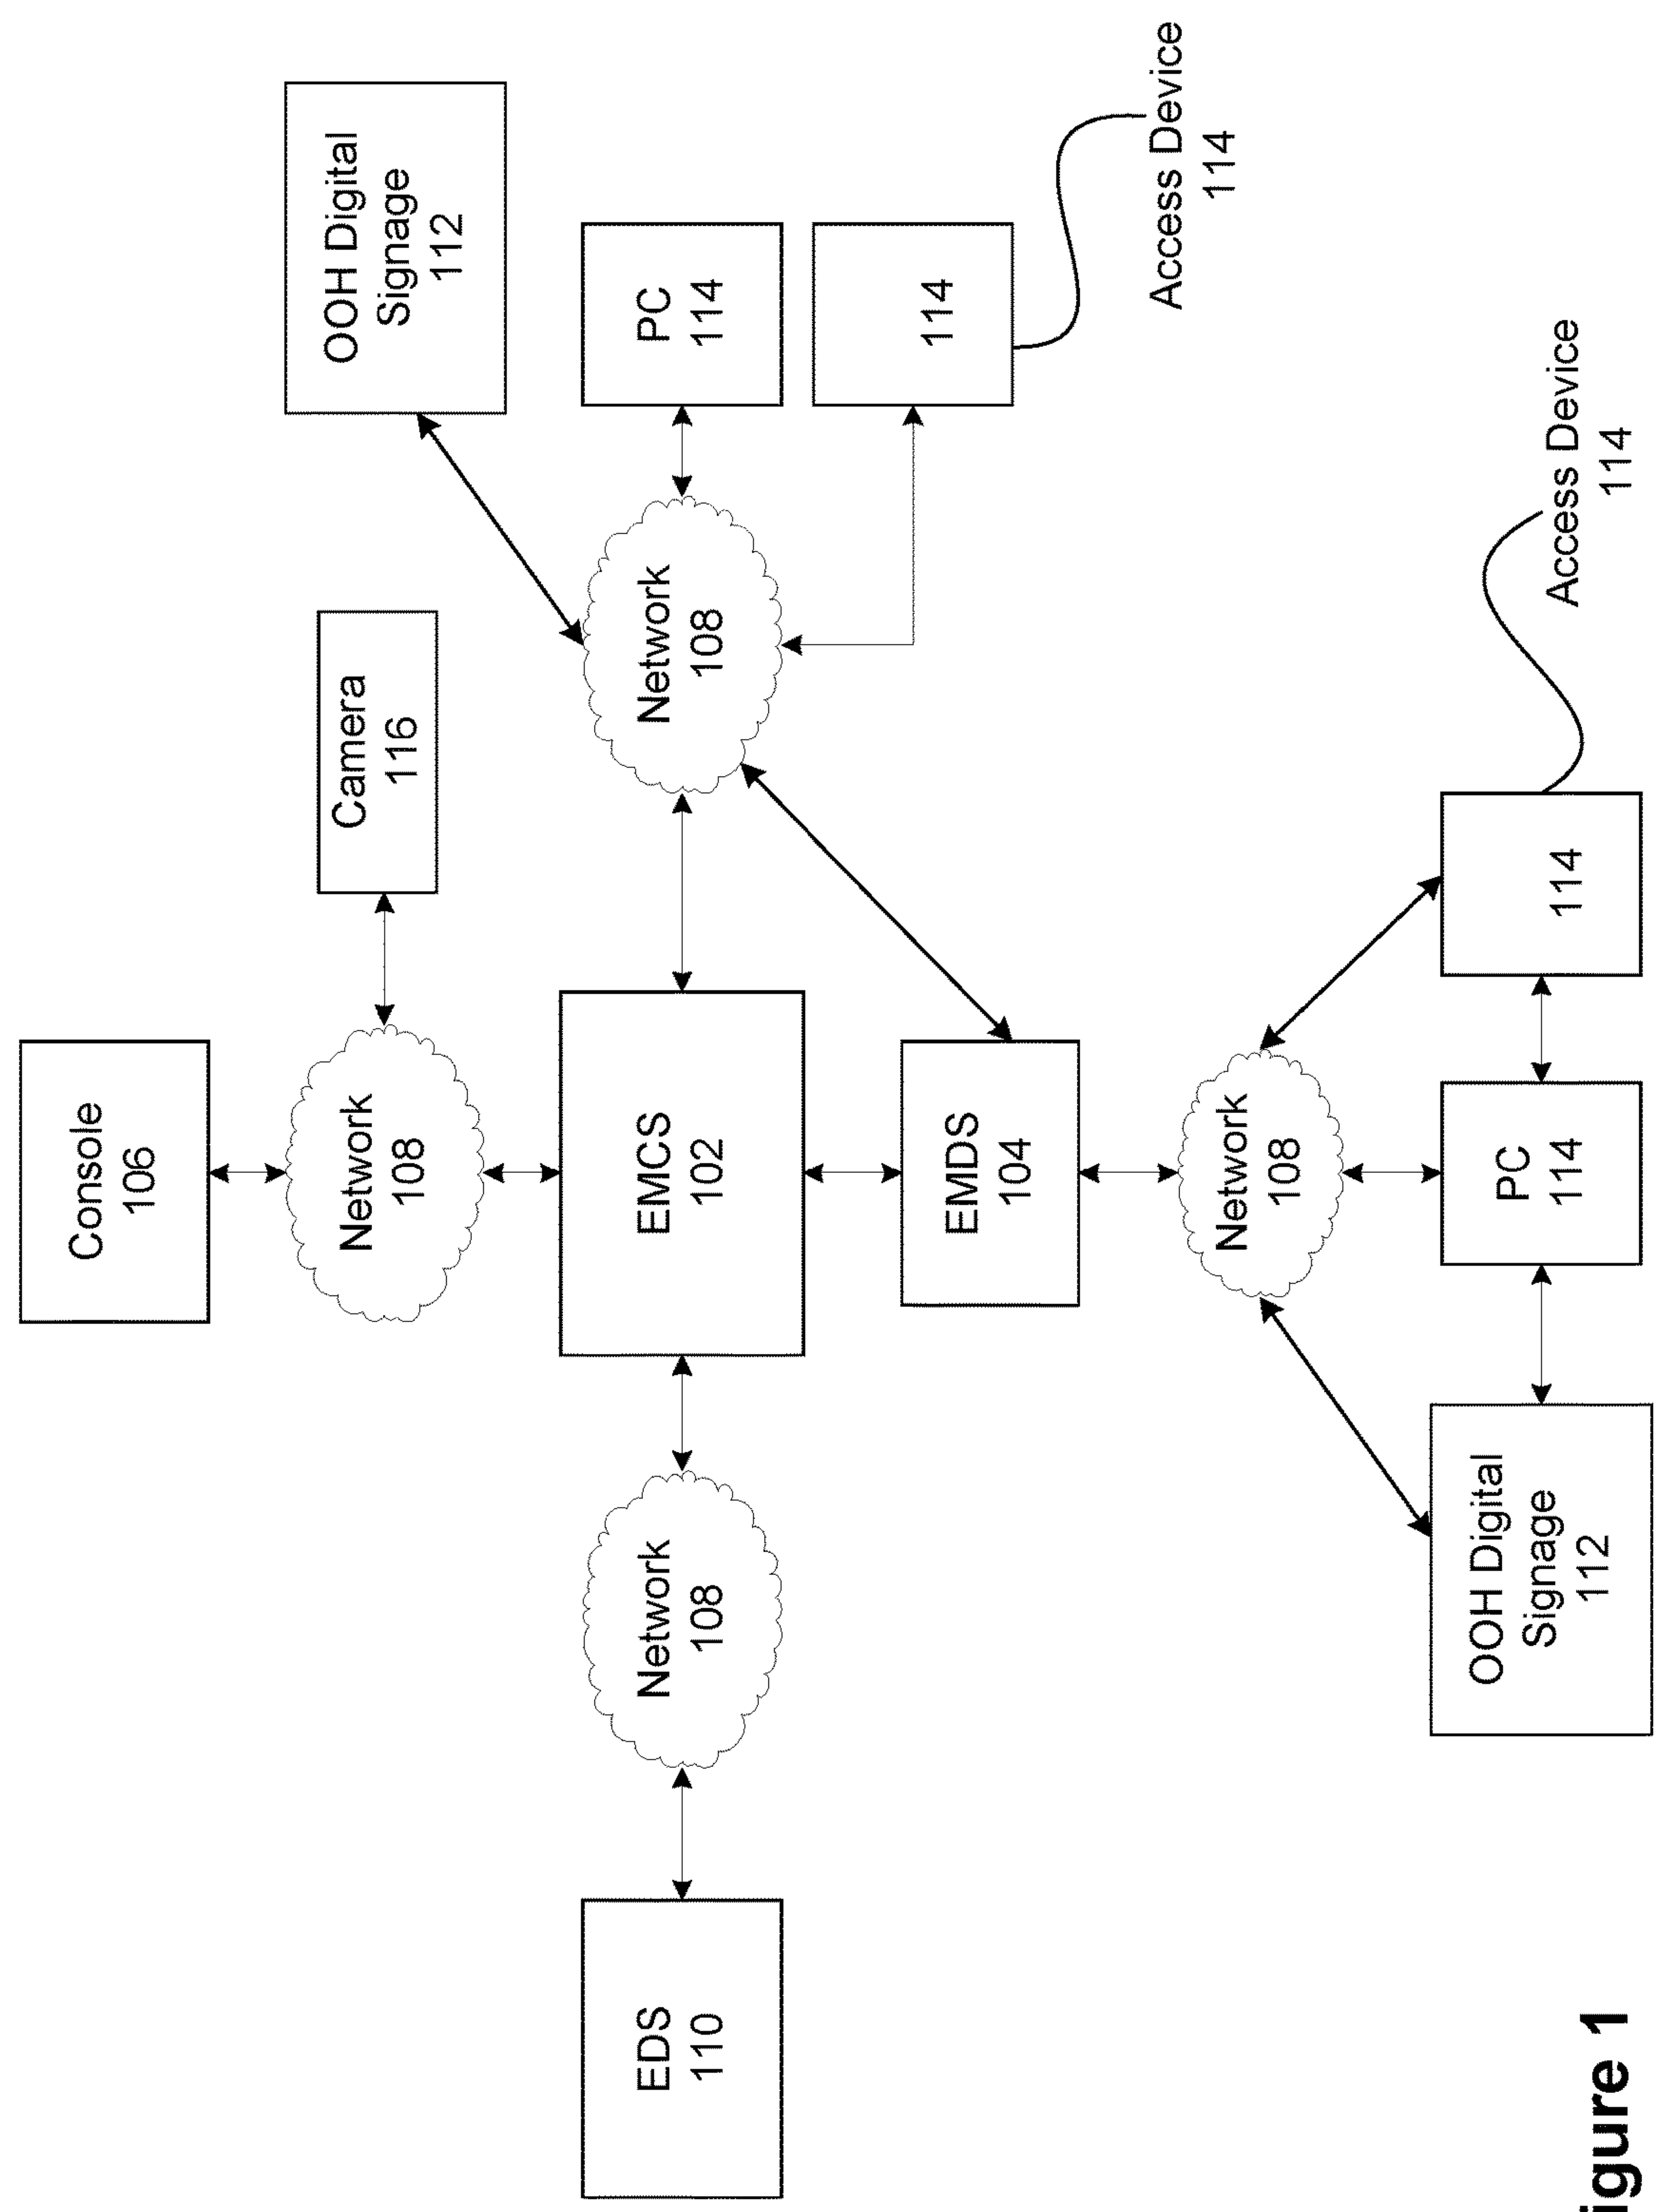 Console
106
Network
108
Camera
116
OOH Digital
Signage
112
EDS
110
Network
108
EMCS
102
Network
108
PC
114
114
Access Device
114
EMDS
104
Network
108
OOH Digital
Signage
112
PC
114
114
Access Device
114
igure 1